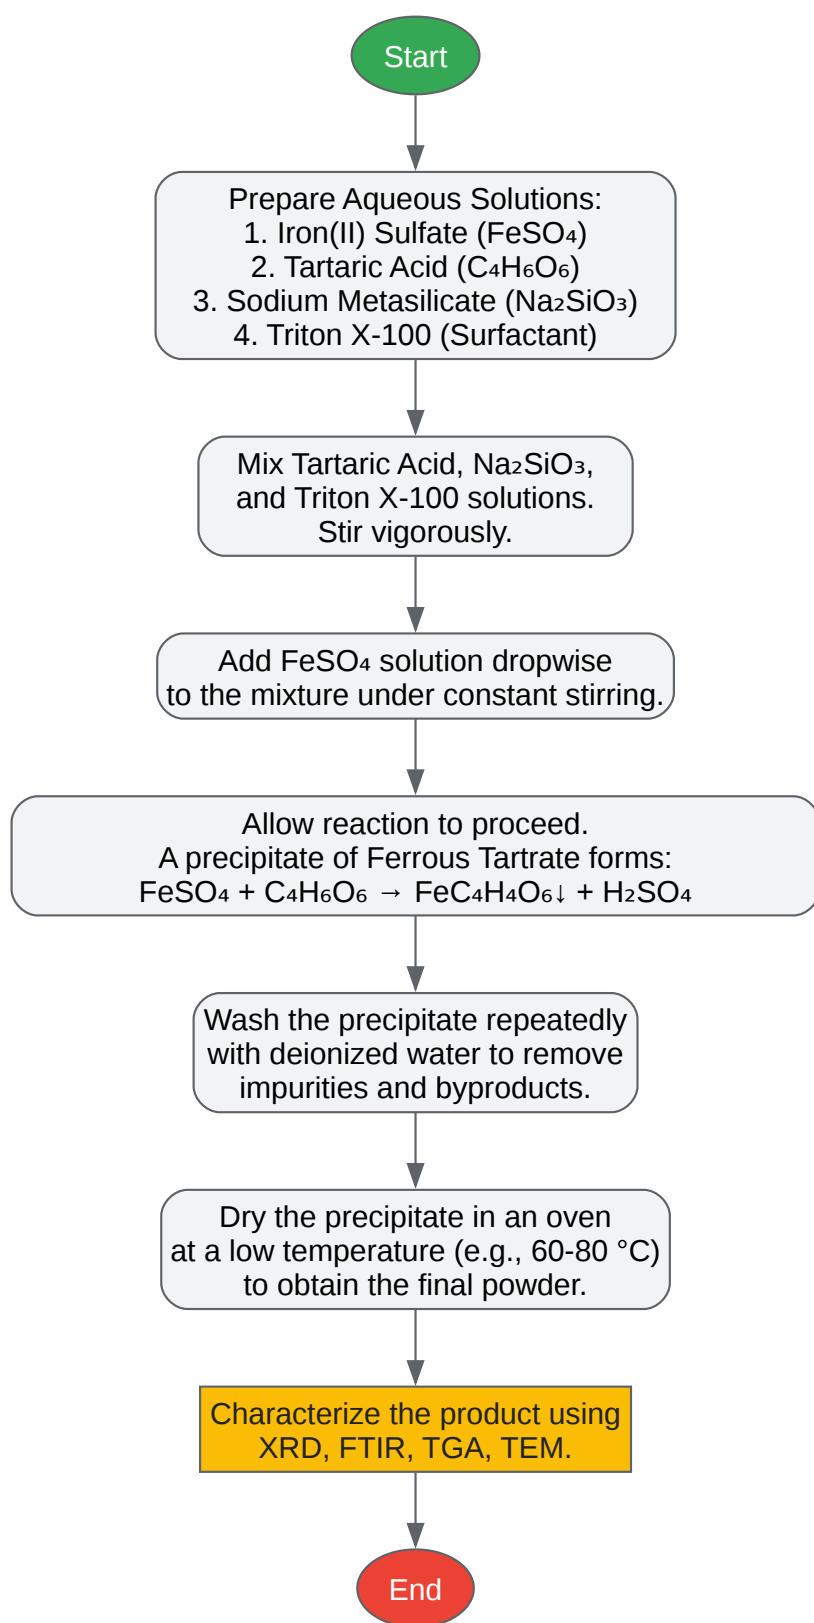 Start
Prepare Aqueous Solutions:
1. Iron(II) Sulfate (FeSO₄)
2. Tartaric Acid (C₄H₆O₆)
3. Sodium Metasilicate (Na₂SiO₃)
4. Triton X-100 (Surfactant)
Mix Tartaric Acid, Na₂SiO₃,
and Triton X-100 solutions.
Stir vigorously.
Add FeSO₄ solution dropwise
to the mixture under constant stirring.
Allow reaction to proceed.
A precipitate of Ferrous Tartrate forms:
FeSO₄ + C₄H₆O₆ → FeC₄H₄O₆↓ + H₂SO₄
Wash the precipitate repeatedly
with deionized water to remove
impurities and byproducts.
Dry the precipitate in an oven
at a low temperature (e.g., 60-80 °C)
to obtain the final powder.
Characterize the product using
XRD, FTIR, TGA, TEM.
End